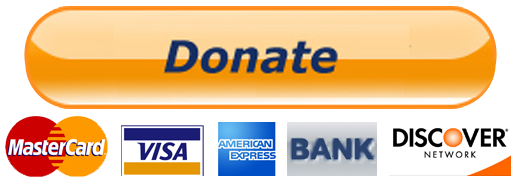 Donate
MasterCard
VISA
AMERICAN
EXPRESS
BANK
DISCOVER
NETWORK